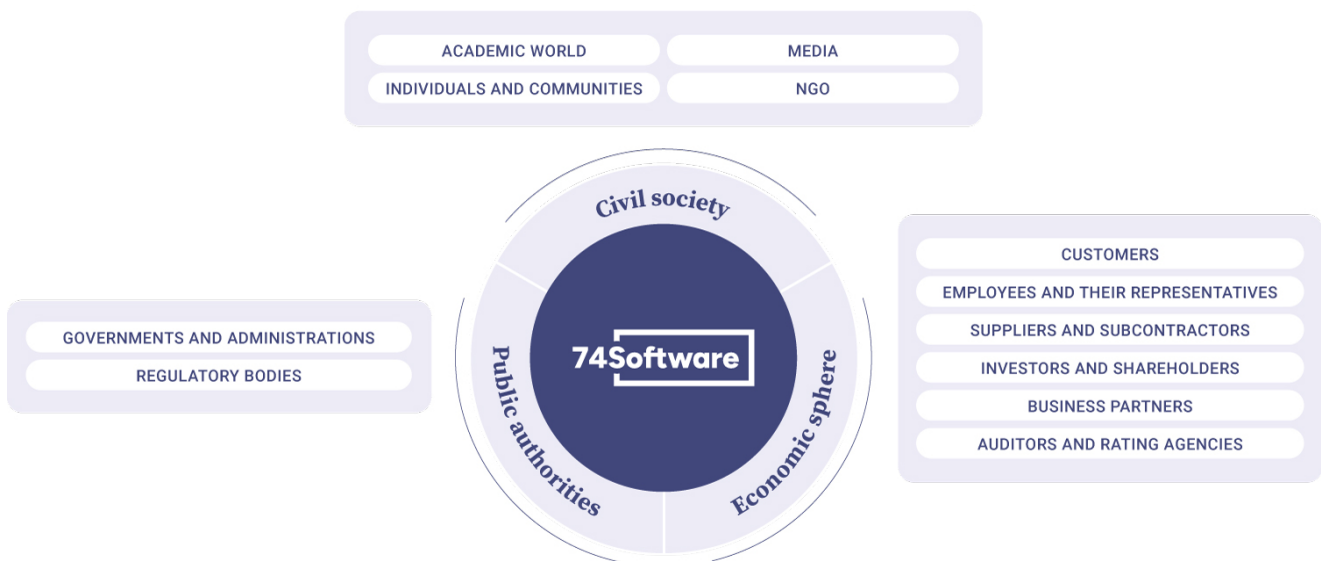 ACADEMIC WORLD
MEDIA
INDIVIDUALS AND COMMUNITIES
NGO
Civil society
CUSTOMERS
EMPLOYEES AND THEIR REPRESENTATIVES
SUPPLIERS AND SUBCONTRACTORS
INVESTORS AND SHAREHOLDERS
BUSINESS PARTNERS
AUDITORS AND RATING AGENCIES
GOVERNMENTS AND ADMINISTRATIONS
REGULATORY BODIES
Public authorities
74Software
Economic sphere